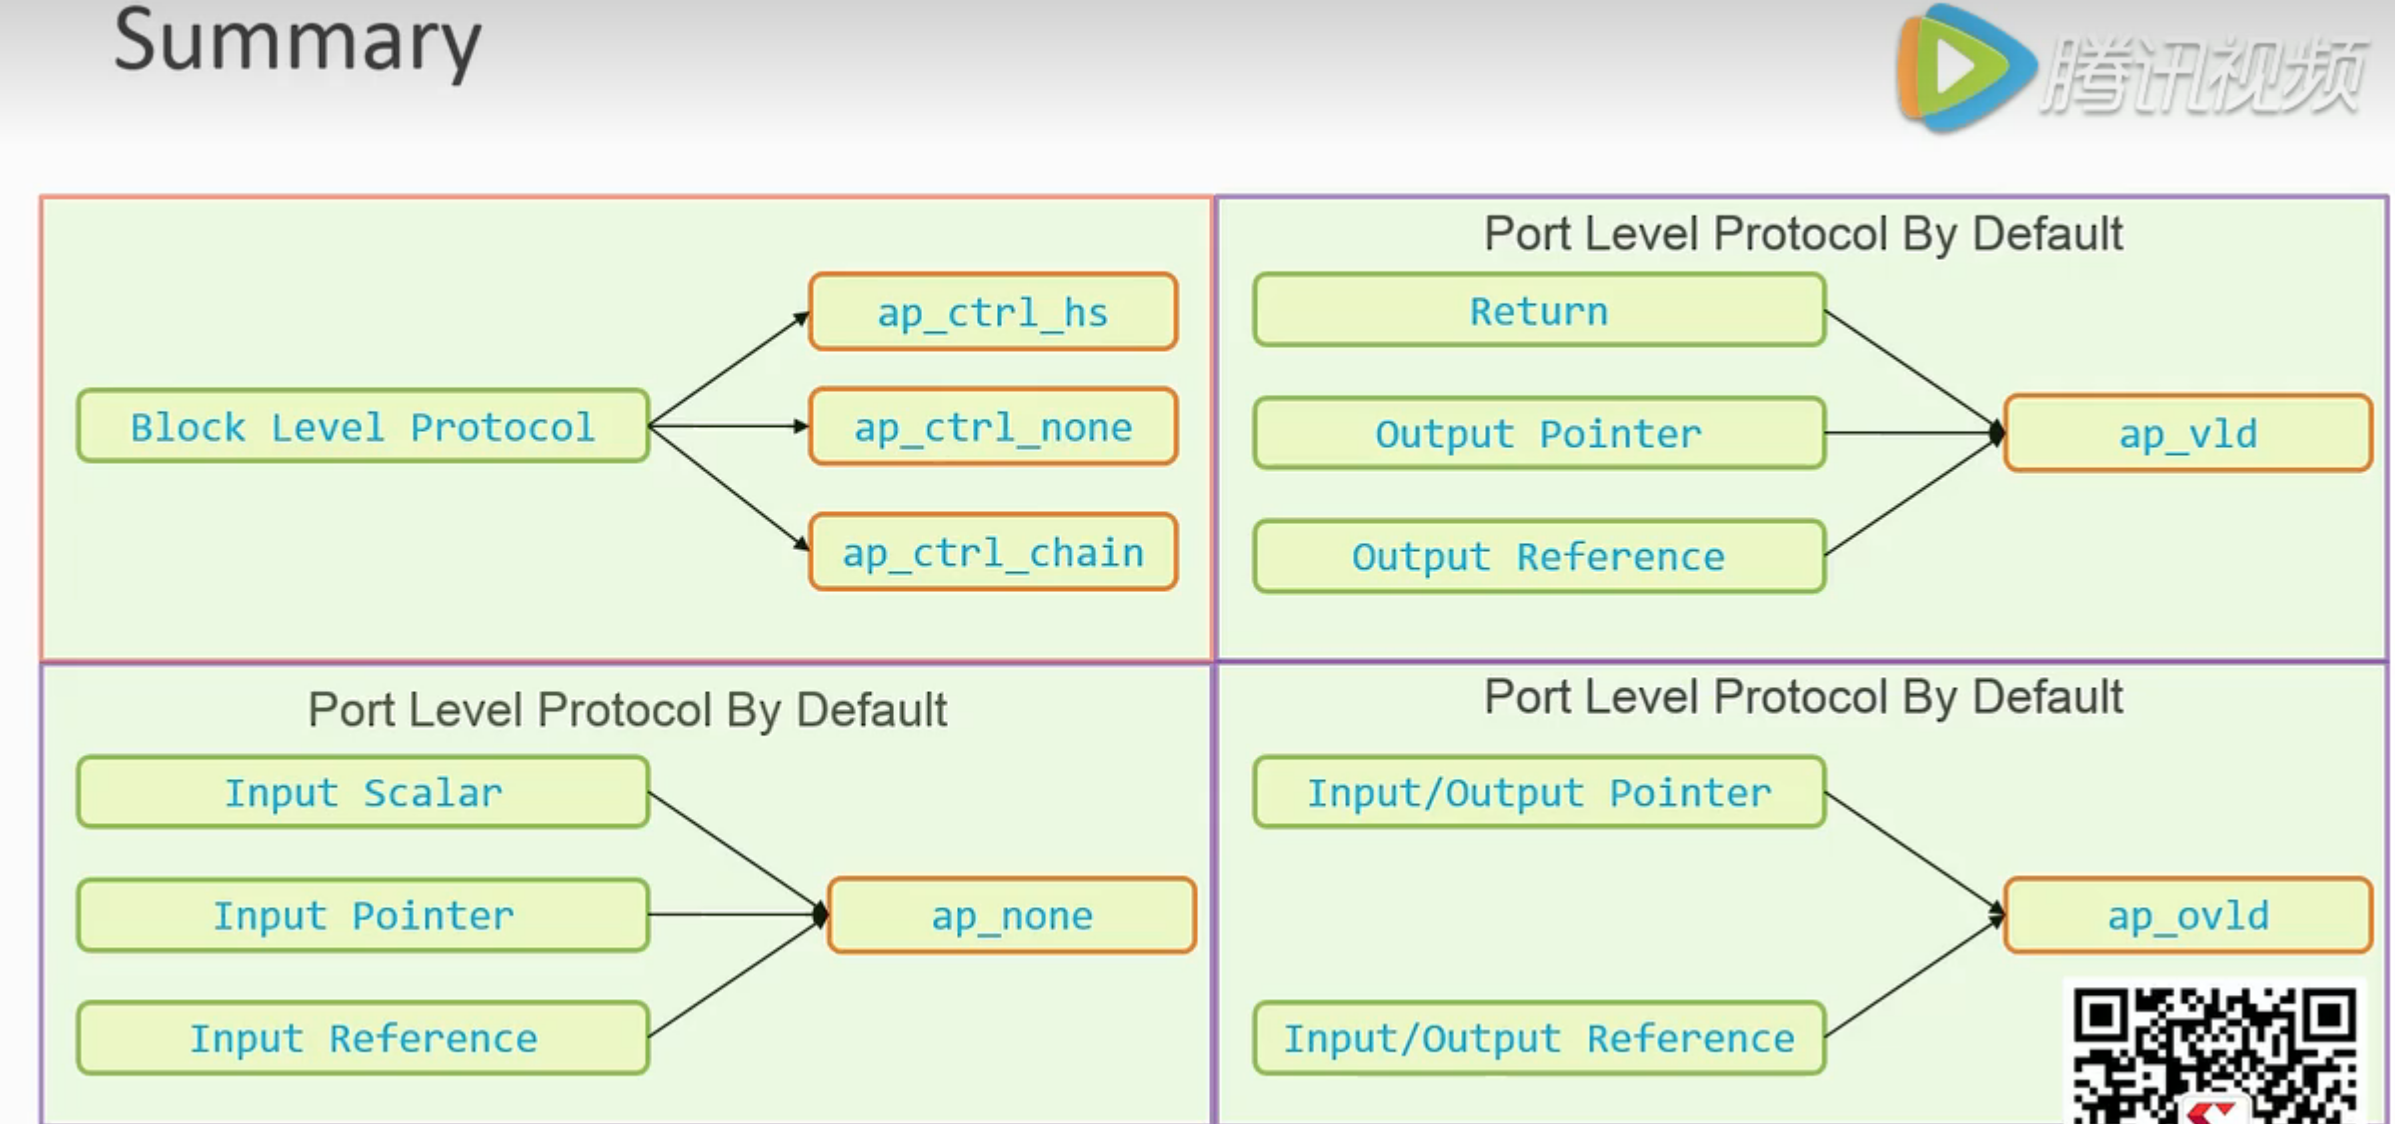 Summary
腾讯视频
Block Level Protocol
ap_ctrl_hs
ap_ctrl_none
ap_ctrl_chain
Port Level Protocol By Default
Return
Output Pointer
Output Reference
ap_vld
Port Level Protocol By Default
Input Scalar
Input Pointer
Input Reference
ap_none
Port Level Protocol By Default
Input/Output Pointer
Input/Output Reference
ap_ovld